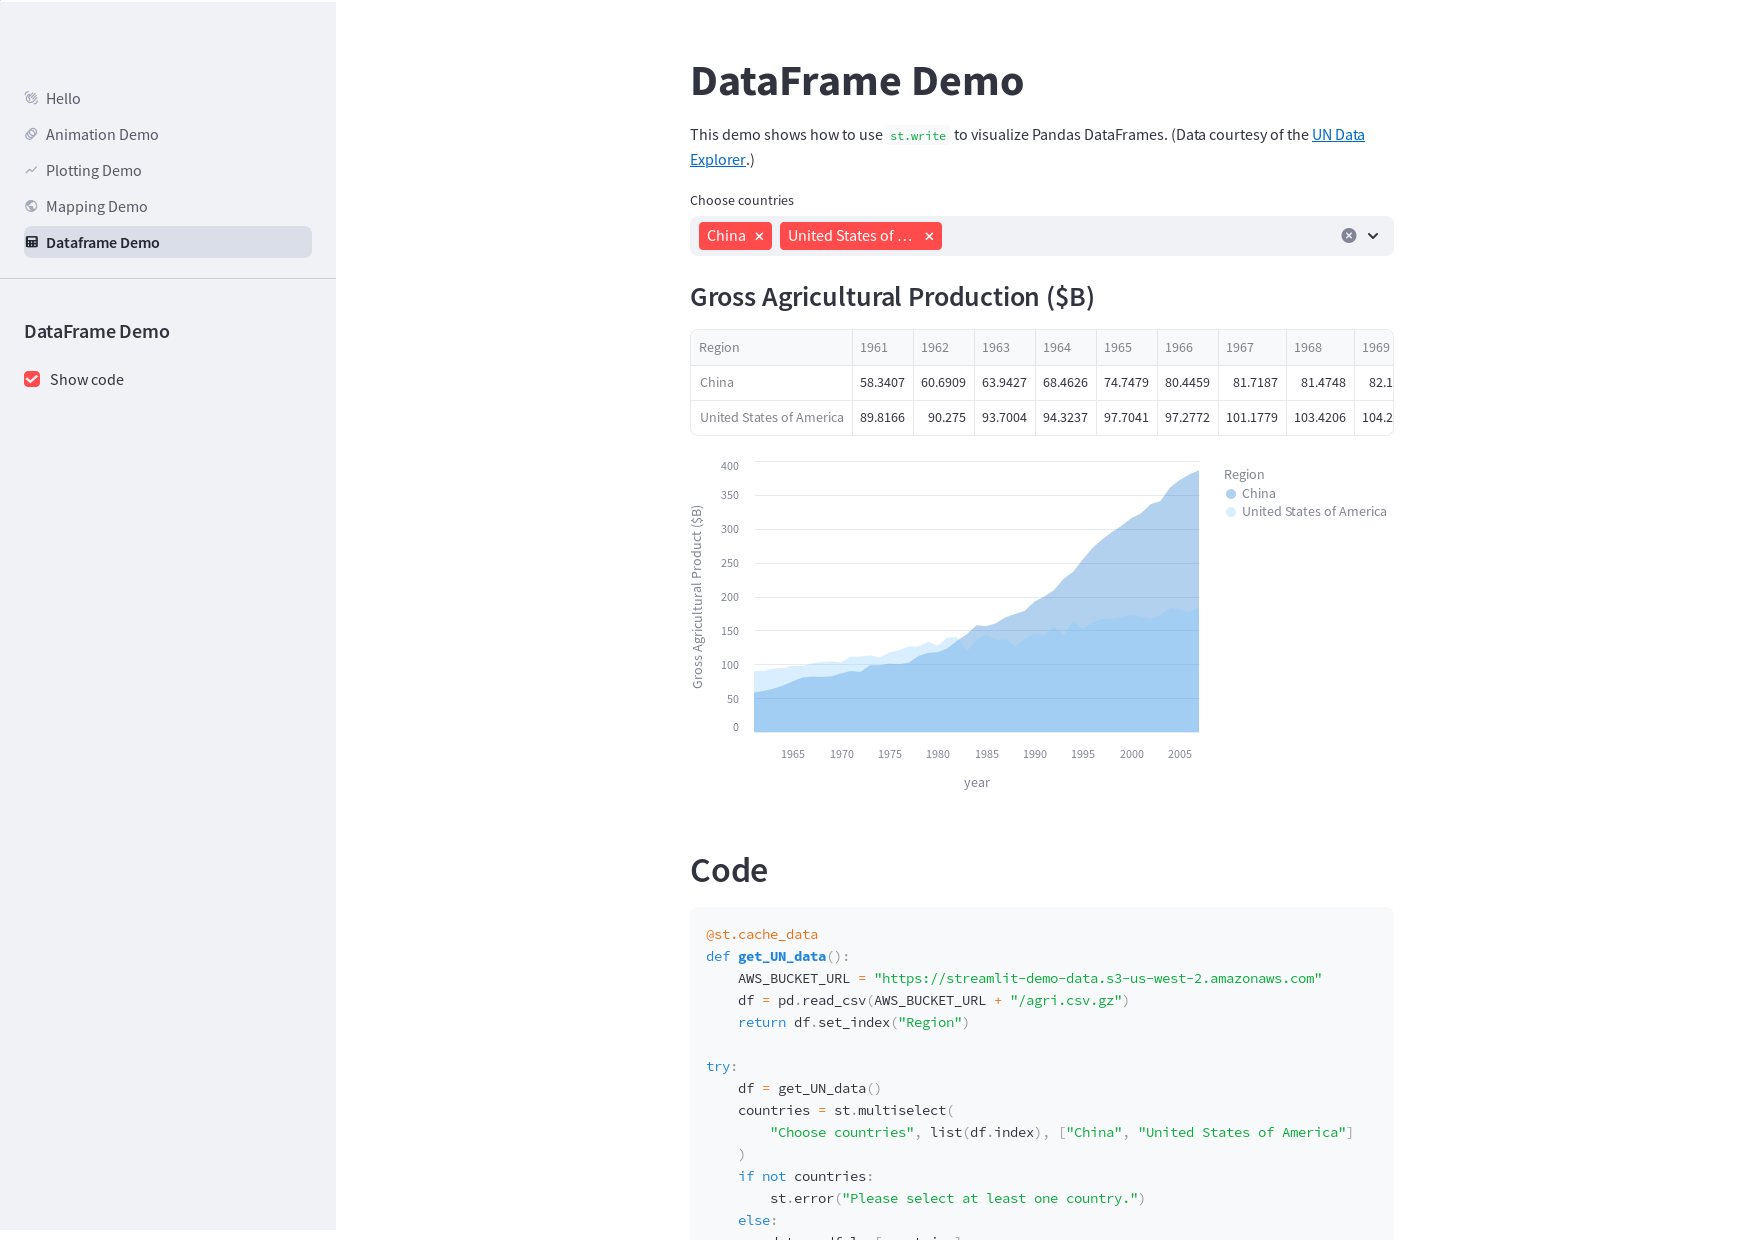 Hello
Animation Demo
Plotting Demo
Mapping Demo
Dataframe Demo
DataFrame Demo
Show code
DataFrame Demo
This demo shows how to use st.write to visualize Pandas DataFrames. (Data courtesy of the UN Data
Explorer.)
Choose countries
China United States of …
Gross Agricultural Production ($B)
Region 1961 1962 1963 1964 1965 1966 1967 1968 1969
China 58.3407 60.6909 63.9427 68.4626 74.7479 80.4459 81.7187 81.4748 82.1
United States of America 89.8166 90.275 93.7004 94.3237 97.7041 97.2772 101.1779 103.4206 104.2
Gross Agricultural Product ($B)
400
350
300
250
200
150
100
50
0
1965 1970 1975 1980 1985 1990 1995 2000 2005
year
Region
China
United States of America
Code
@st.cache_data
def get_UN_data():
    AWS_BUCKET_URL = "https://streamlit-demo-data.s3-us-west-2.amazonaws.com"
    df = pd.read_csv(AWS_BUCKET_URL + "/agri.csv.gz")
    return df.set_index("Region")
try:
    df = get_UN_data()
    countries = st.multiselect(
        "Choose countries", list(df.index), ["China", "United States of America"]
    )
    if not countries:
        st.error("Please select at least one country.")
    else: